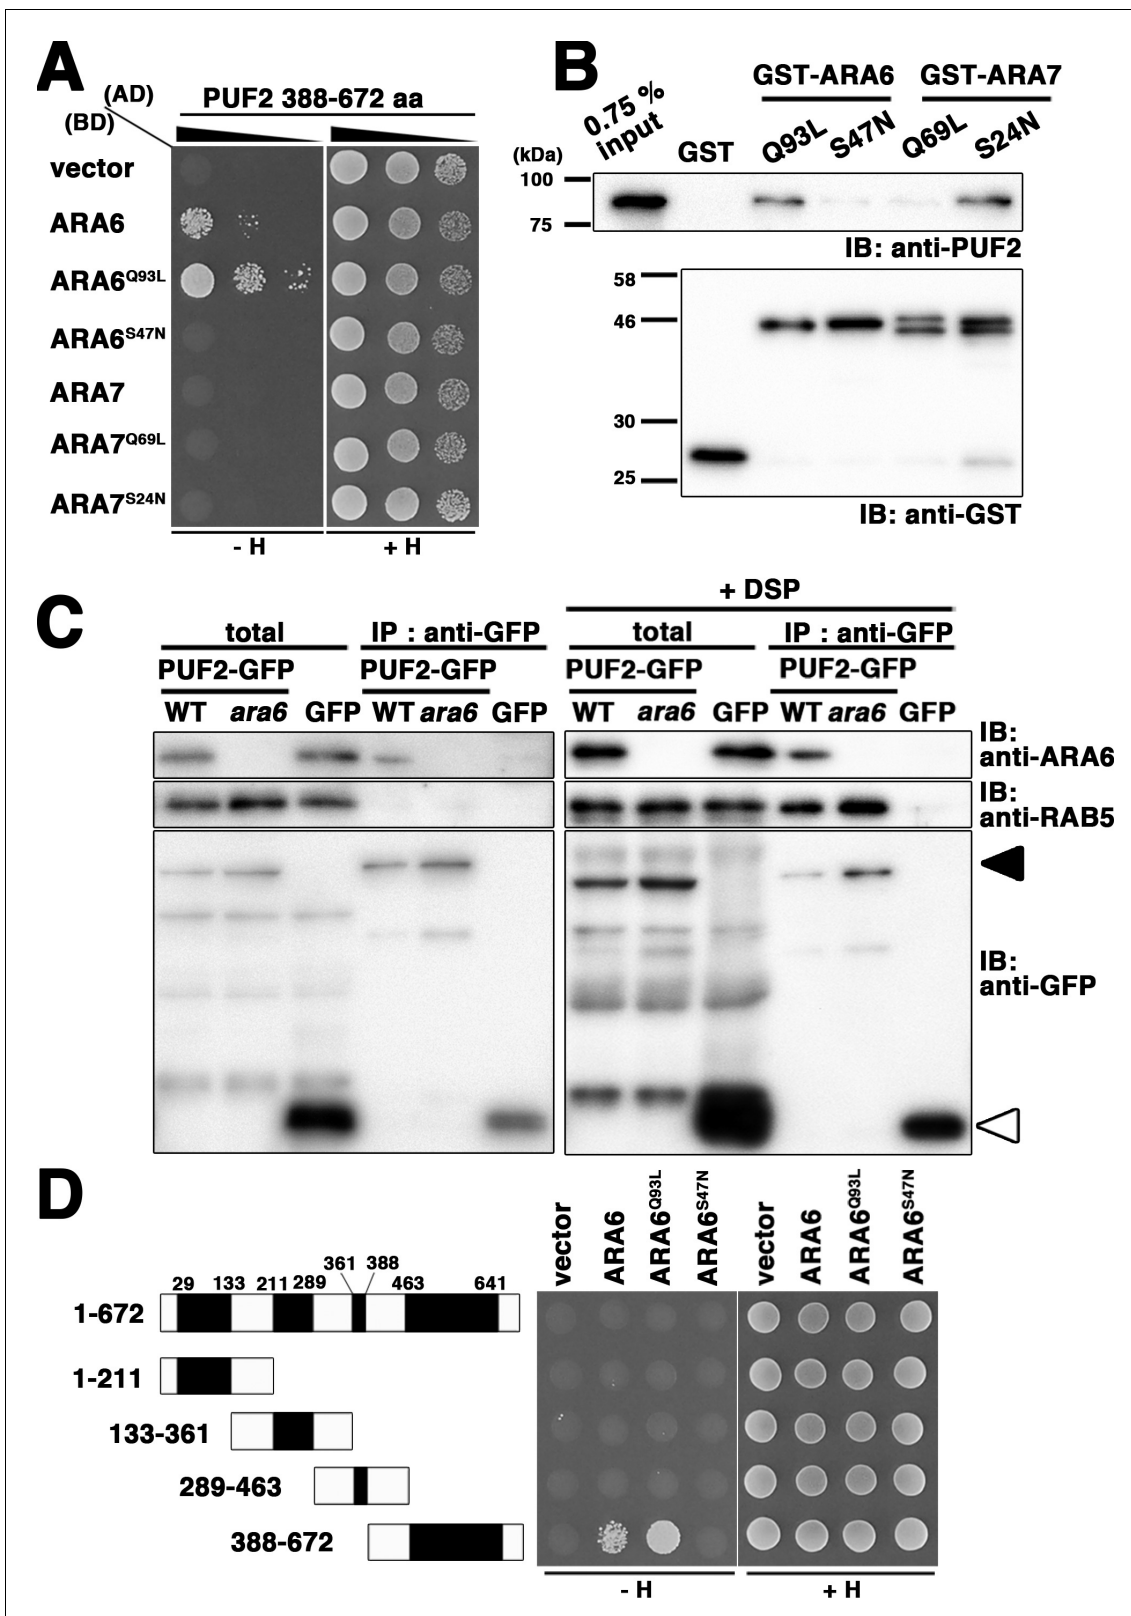 A
(AD)
(BD)
PUF2 388-672 aa
vector
ARA6
ARA6Q93L
ARA6S47N
ARA7
ARA7Q69L
ARA7S24N
- H
+ H
B
GST-ARA6
GST-ARA7
0.75 %
input
GST
Q93L
S47N
Q69L
S24N
(kDa)
100
75
IB: anti-PUF2
58
46
30
25
IB: anti-GST
C
+ DSP
total
IP : anti-GFP
total
IP : anti-GFP
PUF2-GFP
PUF2-GFP
PUF2-GFP
PUF2-GFP
WT ara6 GFP WT ara6 GFP
WT ara6 GFP WT ara6 GFP
IB:
anti-ARA6
IB:
anti-RAB5
IB:
anti-GFP
D
vector
ARA6
ARA6Q93L
ARA6S47N
vector
ARA6
ARA6Q93L
ARA6S47N
361 388
29 133 211 289 463 641
1-672
1-211
133-361
289-463
388-672
- H
+ H